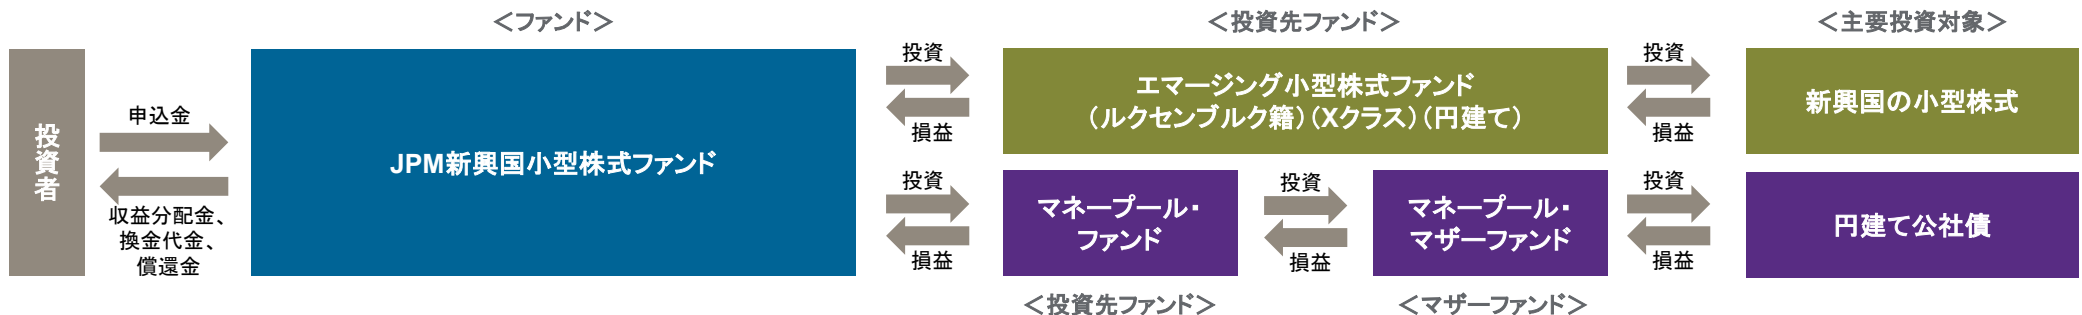 ＜ファンド＞
＜投資先ファンド＞
＜主要投資対象＞
投資者
申込金
収益分配金、
換金代金、
償還金
JPM新興国小型株式ファンド
投資
損益
エマージング小型株式ファンド
（ルクセンブルク籍）（Xクラス）（円建て）
投資
損益
新興国の小型株式
投資
損益
マネープール・
ファンド
投資
損益
マネープール・
マザーファンド
投資
損益
円建て公社債
＜投資先ファンド＞
＜マザーファンド＞